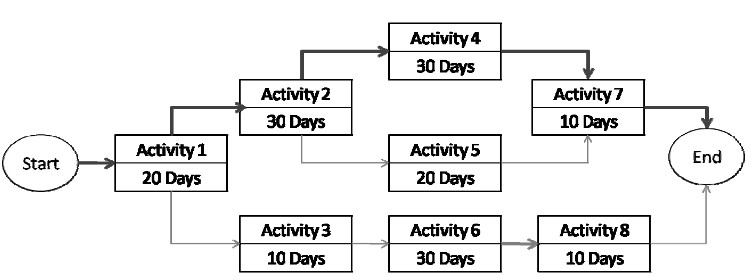 Activity 4
30 Days
Activity 2
30 Days
Activity 7
10 Days
Start
Activity 1
20 Days
Activity 5
20 Days
End
Activity 3
10 Days
Activity 6
30 Days
Activity 8
10 Days